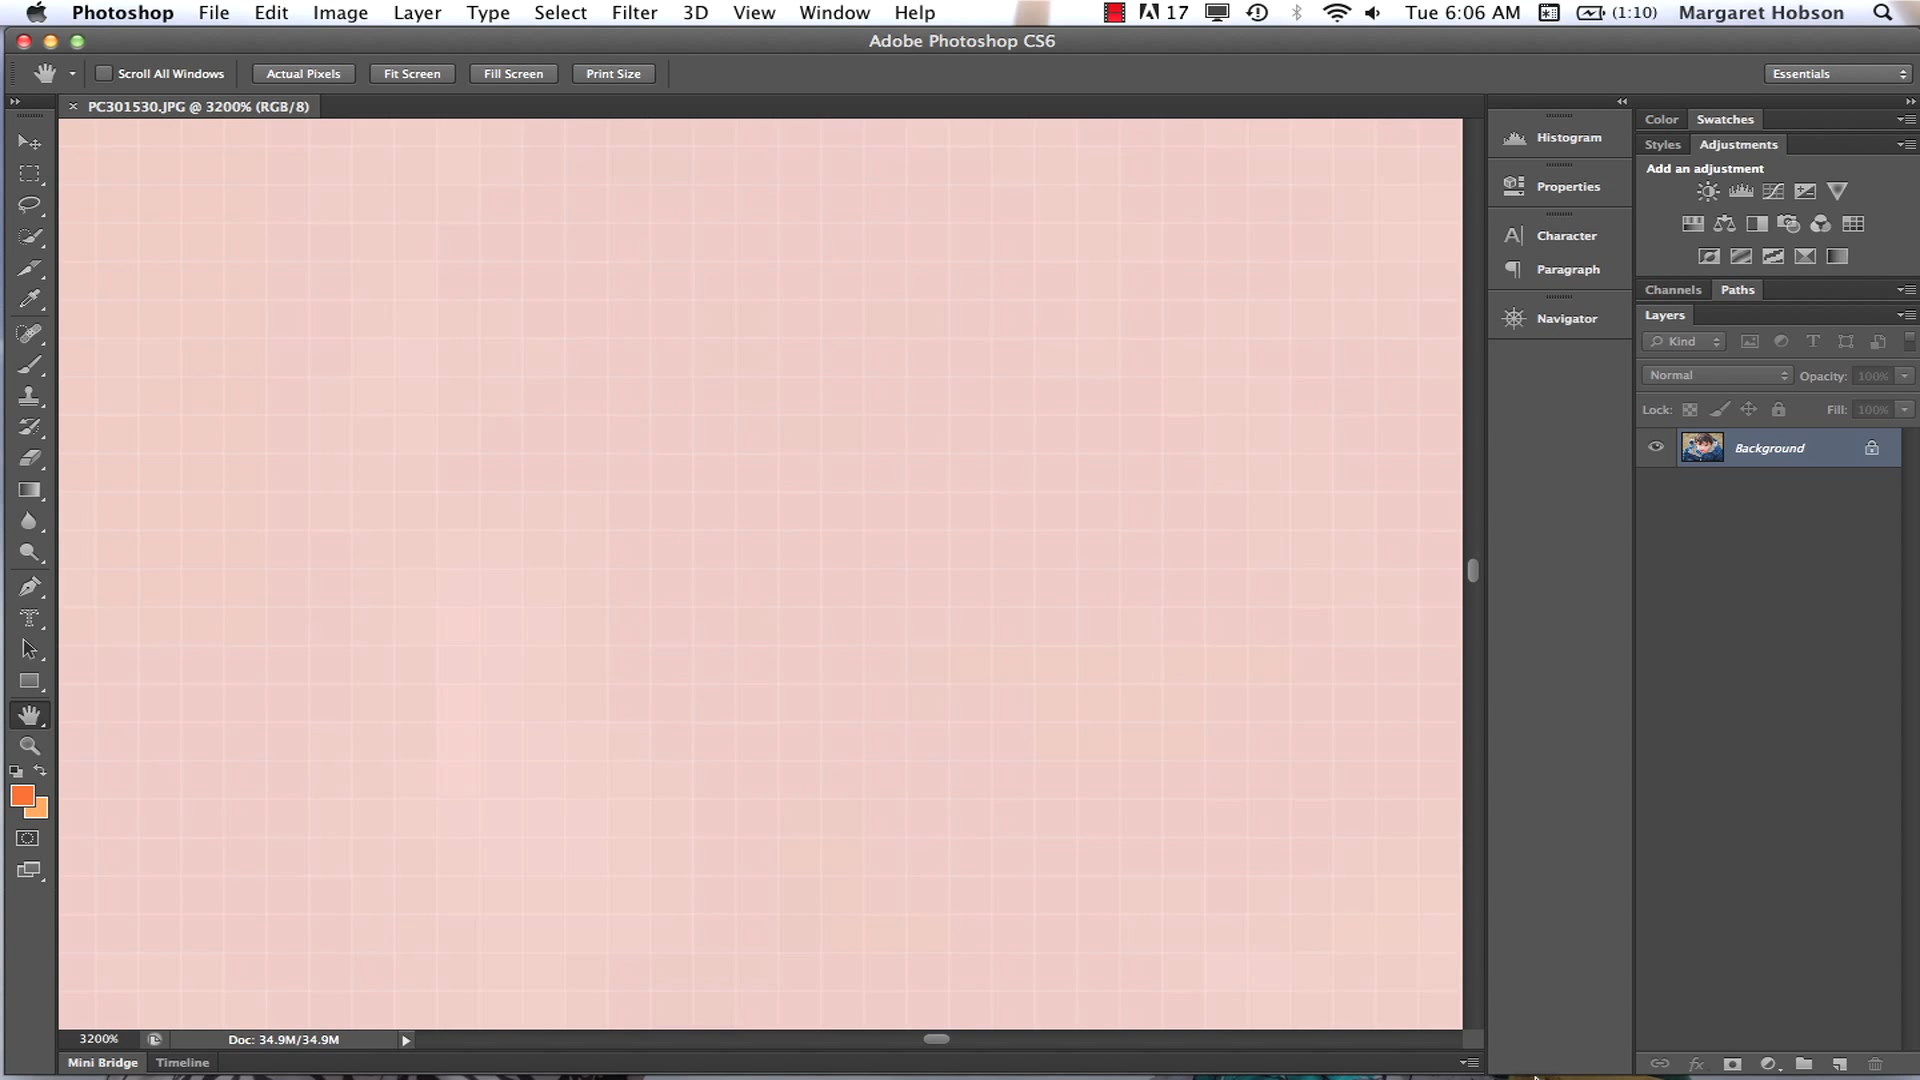 Photoshop File Edit Image Layer Type Select Filter 3D View Window Help 17 Tue 6:06 AM (1:10) Margaret Hobson
Adobe Photoshop CS6
Scroll All Windows Actual Pixels Fit Screen Fill Screen Print Size Essentials
PC301530.JPG @ 3200% (RGB/8)
Histogram
Properties
Character
Paragraph
Navigator
Color Swatches
Styles Adjustments
Add an adjustment
Channels Paths
Layers
Kind
Normal Opacity: 100%
Lock: Fill: 100%
Background
3200% Doc: 34.9M/34.9M
Mini Bridge Timeline